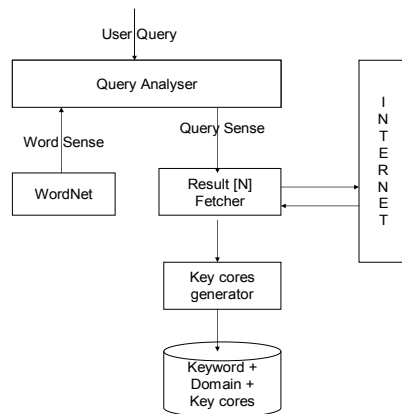 User Query
Query Analyser
Word Sense
Query Sense
WordNet
Result [N]
Fetcher
I
N
T
E
R
N
E
T
Key cores
generator
Keyword +
Domain +
Key cores